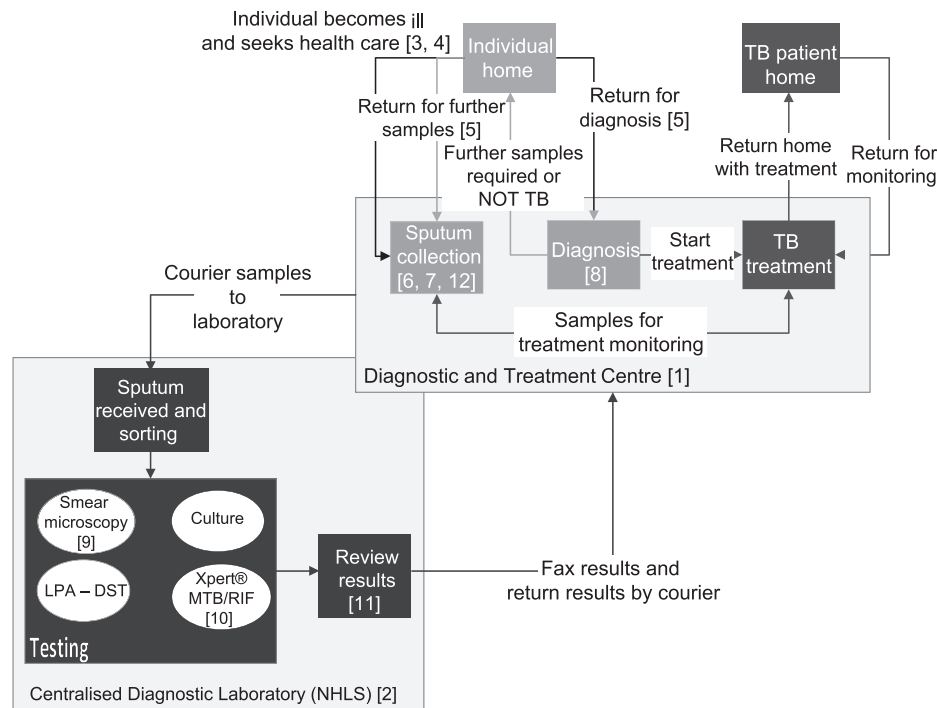 Individual becomes ill
and seeks health care [3, 4]
Individual
home
TB patient
home
Return for further
samples [5]
Return for
diagnosis [5]
Further samples
required or
NOT TB
Return home
with treatment
Return for
monitoring
Sputum
collection
[6, 7, 12]
Diagnosis
[8]
Start
treatment
TB
treatment
Courier samples
to
laboratory
Samples for
treatment monitoring
Diagnostic and Treatment Centre [1]
Sputum
received and
sorting
Smear
microscopy
[9]
Culture
LPA – DST
Xpert®
MTB/RIF
[10]
Testing
Review
results
[11]
Fax results and
return results by courier
Centralised Diagnostic Laboratory (NHLS) [2]